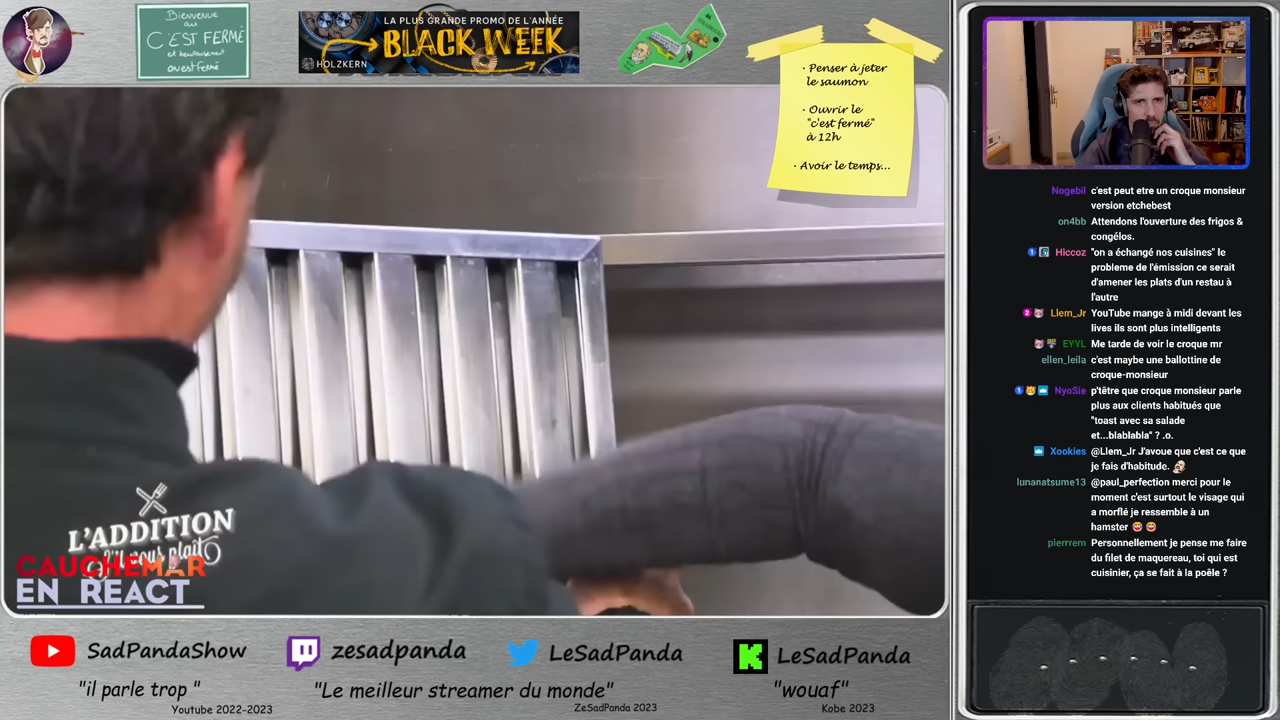 Bienvenue
au
C'EST FERMÉ
et heureusement
on est fermé
LA PLUS GRANDE PROMO DE L'ANNÉE
BLACK WEEK
HOLZKERN
· Penser à jeter
le saumon
· Ouvrir le
"c'est fermé"
à 12h
· Avoir le temps...
L'ADDITION
s'il vous plaît
CAUCHEMAR
EN REACT
Nogebil c'est peut etre un croque monsieur
version etchebest
on4bb Attendons l'ouverture des frigos &
congélos.
1 Hiccoz "on a échangé nos cuisines" le
probleme de l'émission ce serait
d'amener les plats d'un restau à
l'autre
2 Llem_Jr YouTube mange à midi devant les
lives ils sont plus intelligents
EYYL Me tarde de voir le croque mr
ellen_leila c'est maybe une ballottine de
croque-monsieur
1 NyoSie p'têtre que croque monsieur parle
plus aux clients habitués que
"toast avec sa salade
et...blablabla" ? .o.
Xookies @Llem_Jr J'avoue que c'est ce que
je fais d'habitude.
lunanatsume13 @paul_perfection merci pour le
moment c'est surtout le visage qui
a morflé je ressemble à un
hamster 😅 😅
pierrrem Personnellement je pense me faire
du filet de maquereau, toi qui est
cuisinier, ça se fait à la poêle ?
SadPandaShow
zesadpanda
LeSadPanda
LeSadPanda
"il parle trop "
Youtube 2022-2023
"Le meilleur streamer du monde"
ZeSadPanda 2023
"wouaf"
Kobe 2023